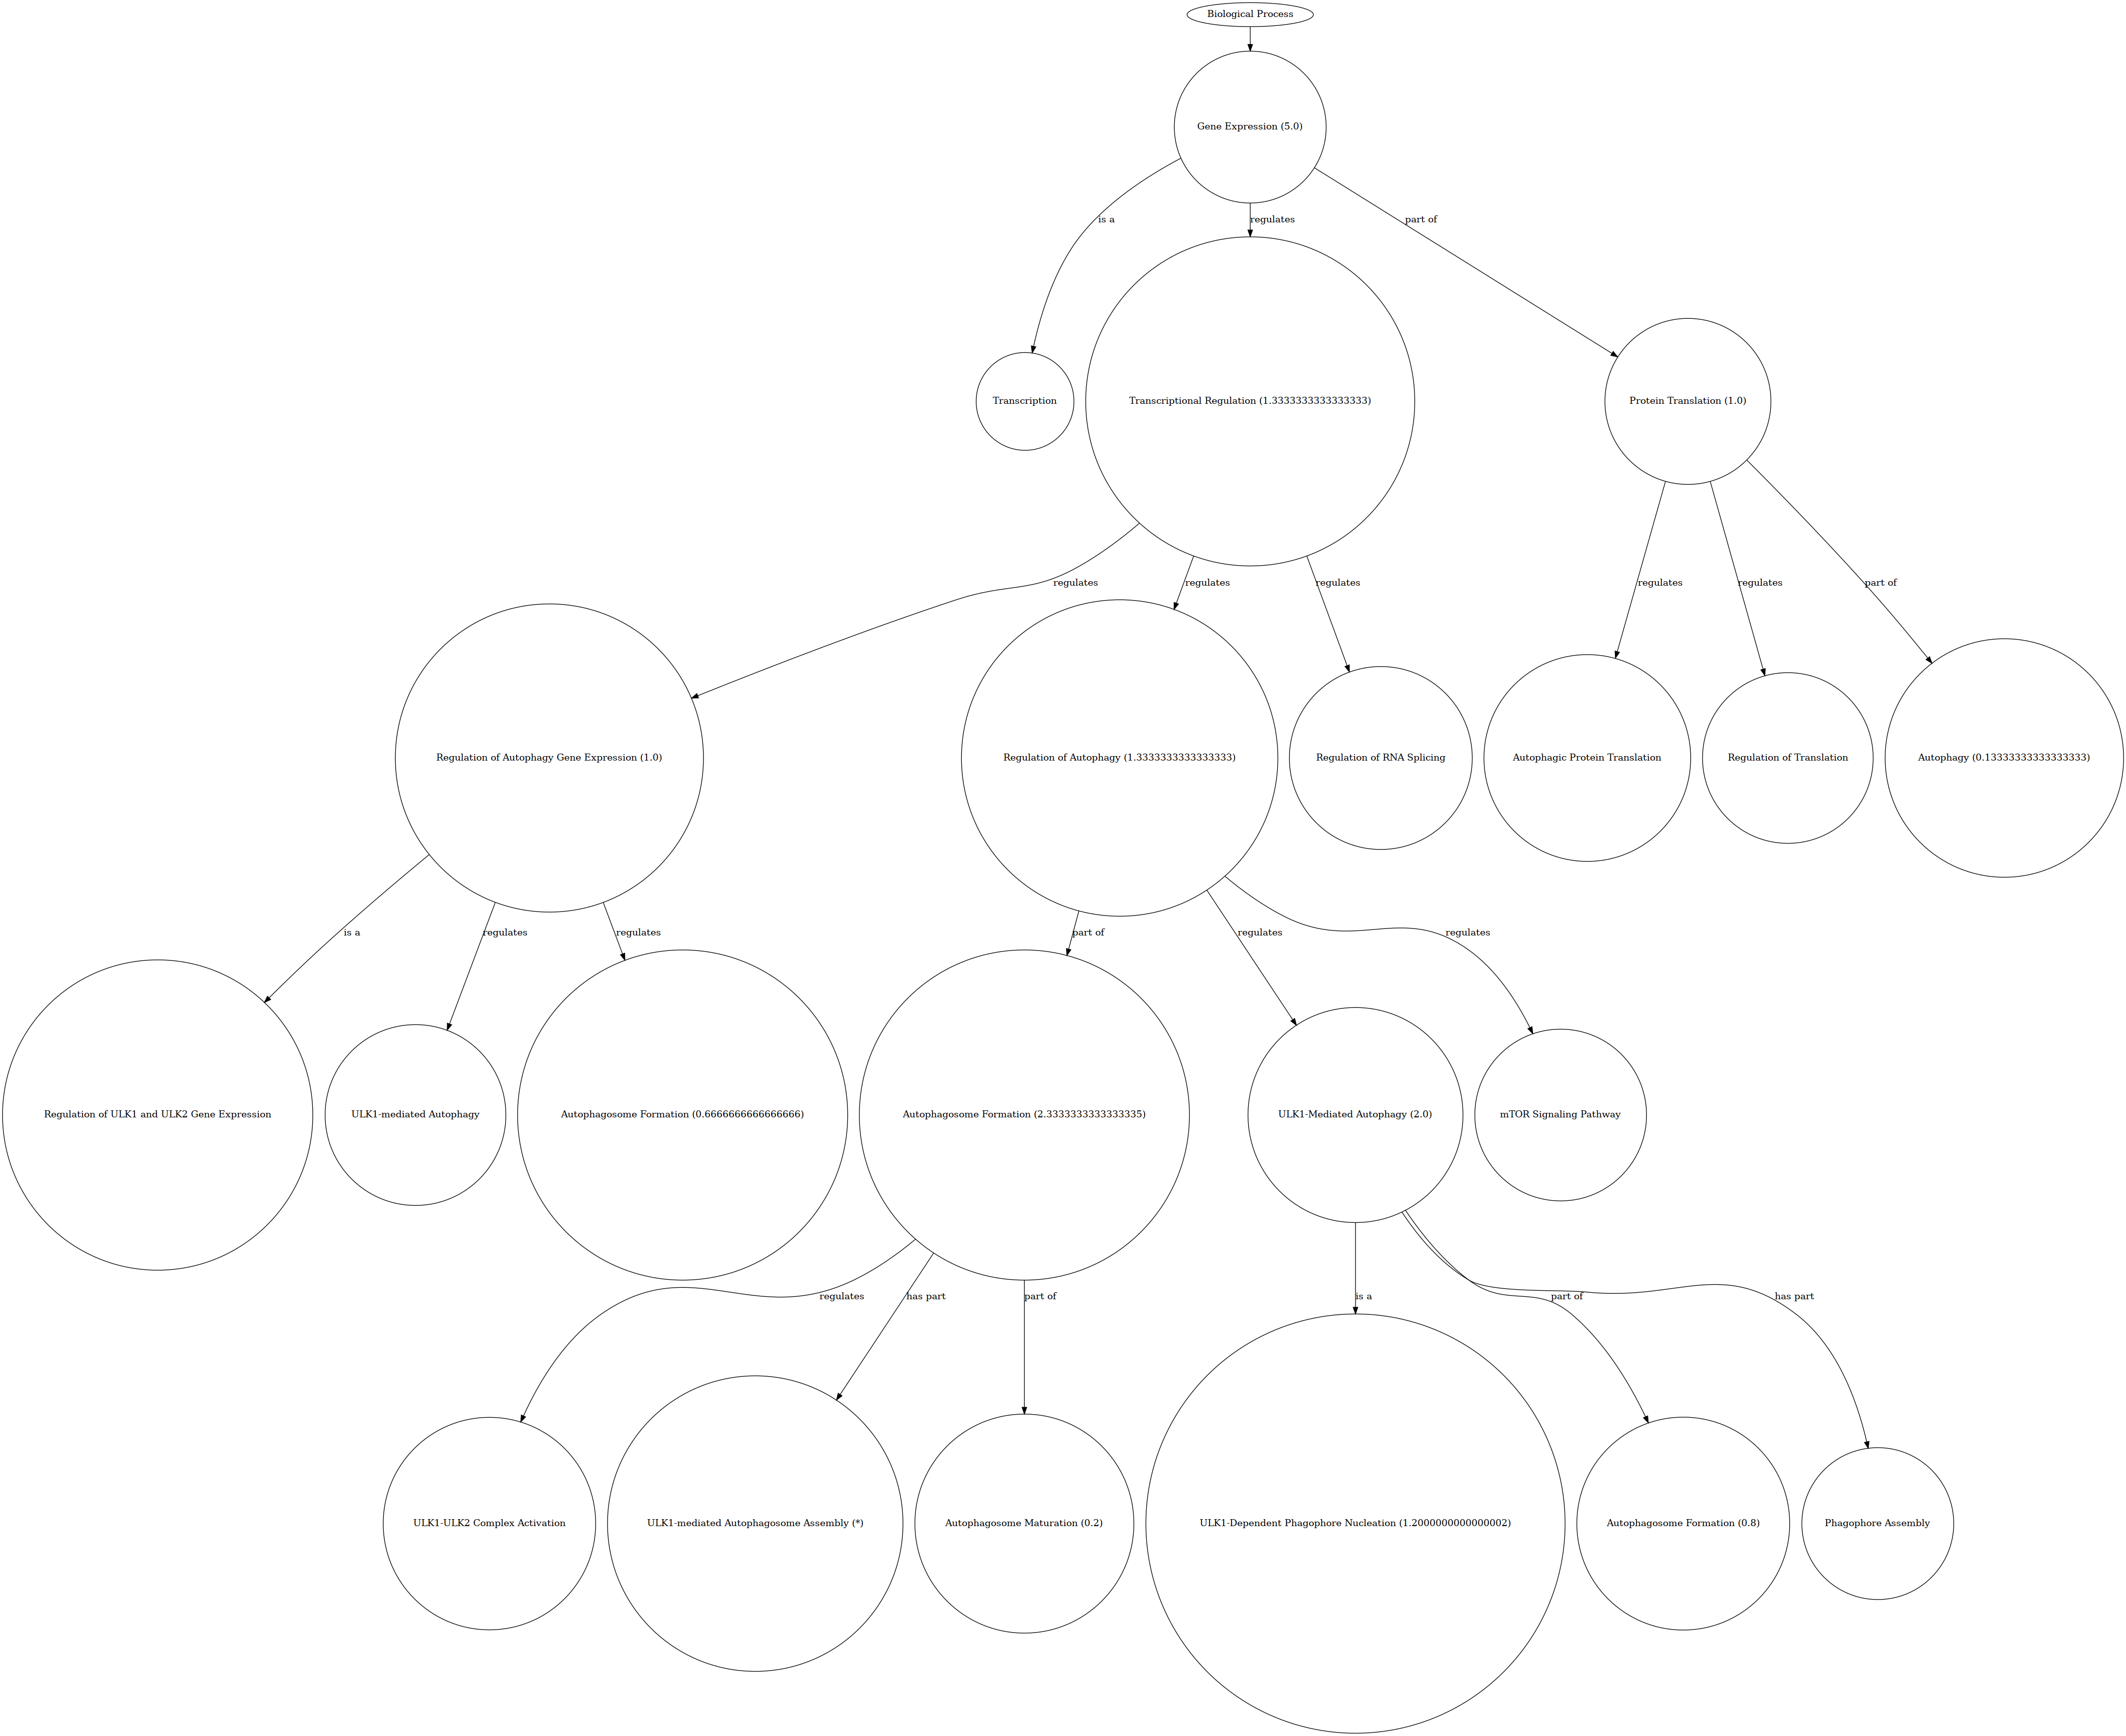 Biological Process
Gene Expression (5.0)
is a
regulates
part of
Transcription
Transcriptional Regulation (1.3333333333333333)
Protein Translation (1.0)
regulates
regulates
regulates
regulates
regulates
part of
Regulation of Autophagy Gene Expression (1.0)
Regulation of Autophagy (1.3333333333333333)
Regulation of RNA Splicing
Autophagic Protein Translation
Regulation of Translation
Autophagy (0.13333333333333333)
is a
regulates
regulates
part of
regulates
regulates
Regulation of ULK1 and ULK2 Gene Expression
ULK1-mediated Autophagy
Autophagosome Formation (0.6666666666666666)
Autophagosome Formation (2.3333333333333335)
ULK1-Mediated Autophagy (2.0)
mTOR Signaling Pathway
regulates
has part
part of
is a
part of
has part
ULK1-ULK2 Complex Activation
ULK1-mediated Autophagosome Assembly (*)
Autophagosome Maturation (0.2)
ULK1-Dependent Phagophore Nucleation (1.2000000000000002)
Autophagosome Formation (0.8)
Phagophore Assembly